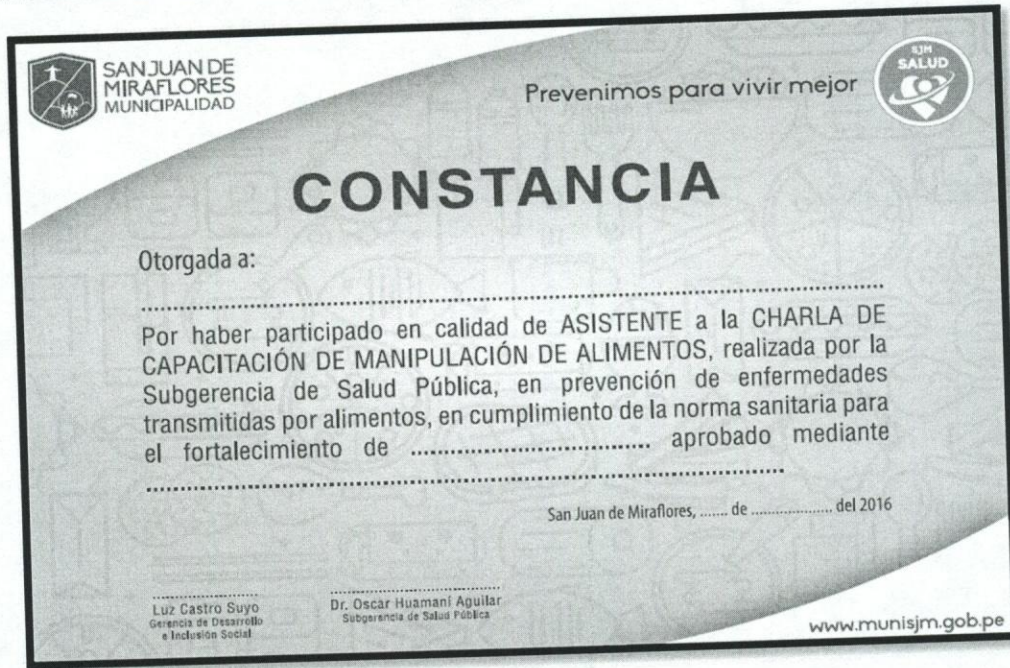 SAN JUAN DE
MIRAFLORES
MUNICIPALIDAD
Prevenimos para vivir mejor
SJM
SALUD
CONSTANCIA
Otorgada a:
................................................................
Por haber participado en calidad de ASISTENTE a la CHARLA DE
CAPACITACIÓN DE MANIPULACIÓN DE ALIMENTOS, realizada por la
Subgerencia de Salud Pública, en prevención de enfermedades
transmitidas por alimentos, en cumplimiento de la norma sanitaria para
el fortalecimiento de .................................. aprobado mediante
................................................................
San Juan de Miraflores, ....... de .................... del 2016
Luz Castro Suyo
Gerencia de Desarrollo
e Inclusión Social
Dr. Oscar Huamaní Aguilar
Subgerencia de Salud Pública
www.munisjm.gob.pe